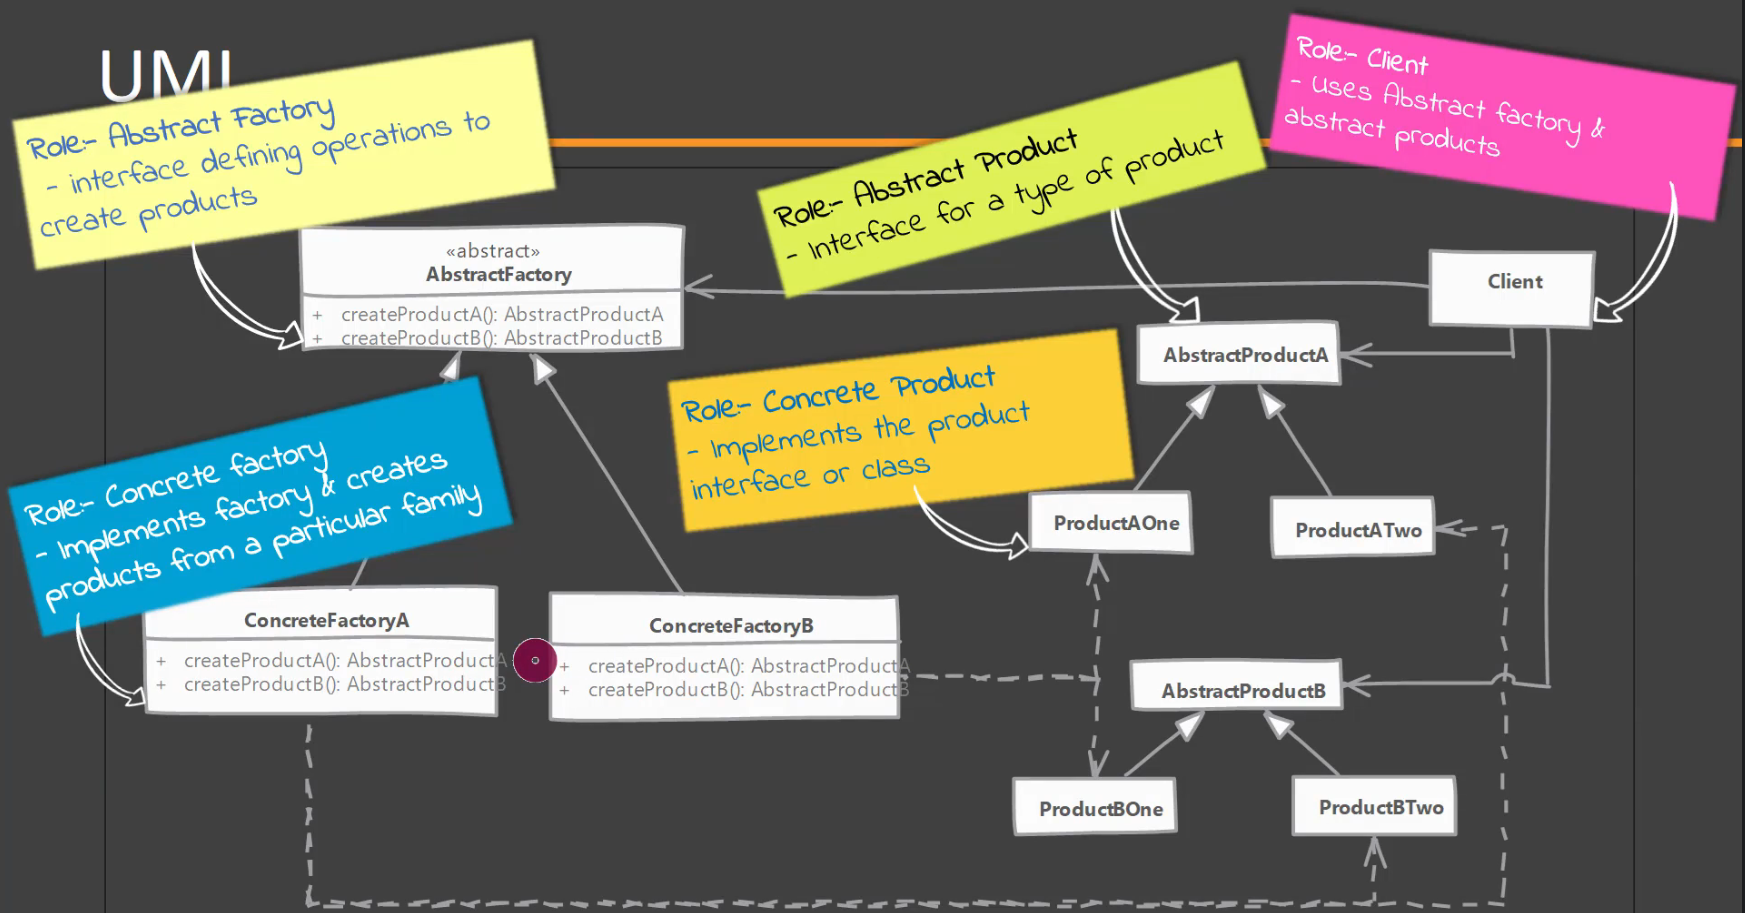 UML
Role:- Abstract Factory
- interface defining operations to
create products
Role:- Abstract Product
- Interface for a type of product
Role:- Client
- Uses Abstract factory &
abstract products
«abstract»
AbstractFactory
+ createProductA(): AbstractProductA
+ createProductB(): AbstractProductB
Client
AbstractProductA
Role:- Concrete Product
- Implements the product
interface or class
Role:- Concrete factory
- Implements factory & creates
products from a particular family
ProductAOne
ProductATwo
ConcreteFactoryA
+ createProductA(): AbstractProductA
+ createProductB(): AbstractProductB
ConcreteFactoryB
+ createProductA(): AbstractProductA
+ createProductB(): AbstractProductB
AbstractProductB
ProductBOne
ProductBTwo